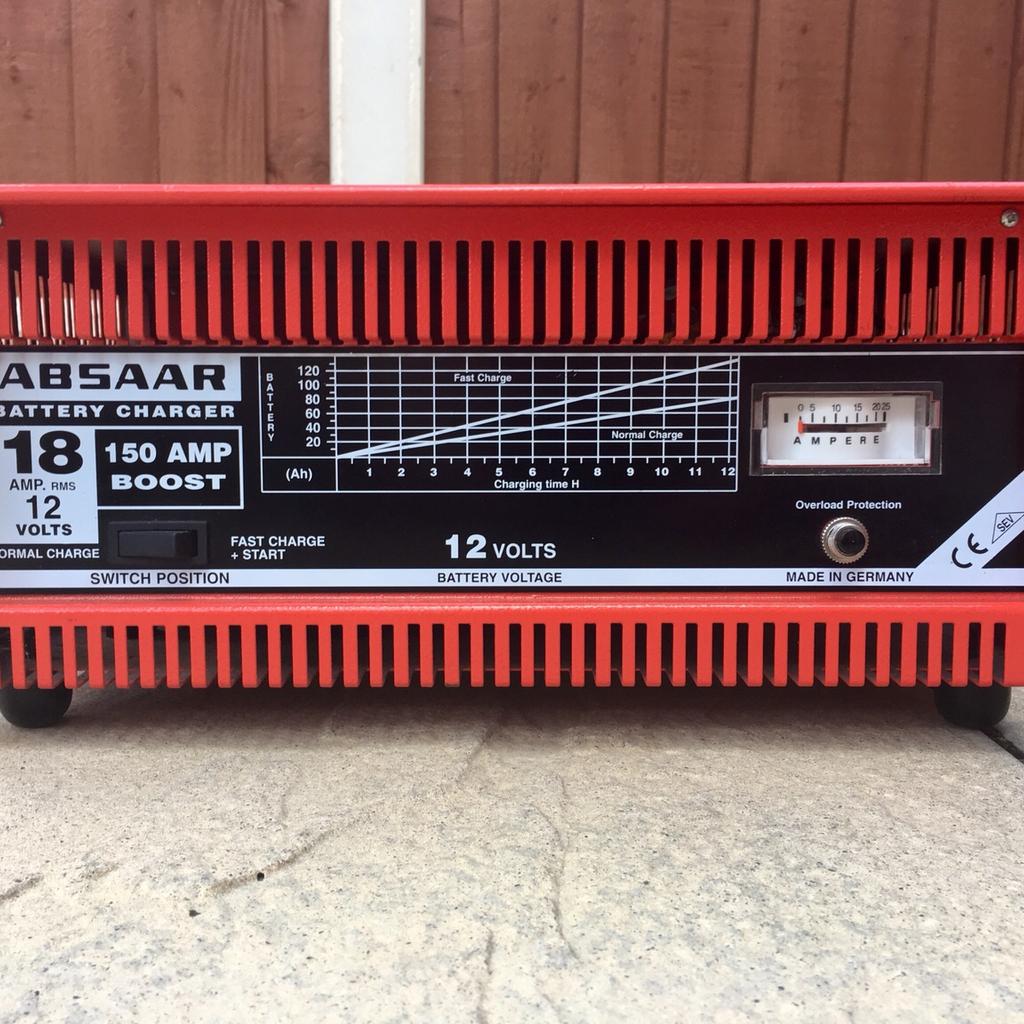 ABSAAR
BATTERY CHARGER
18
AMP. RMS
12
VOLTS
150 AMP
BOOST
ORMAL CHARGE
FAST CHARGE
+ START
SWITCH POSITION
BATTERY
120
100
80
60
40
20
(Ah)
Fast Charge
Normal Charge
1 2 3 4 5 6 7 8 9 10 11 12
Charging time H
12 VOLTS
BATTERY VOLTAGE
0 5 10 15 20 25
AMPERE
Overload Protection
MADE IN GERMANY
CE
SEV